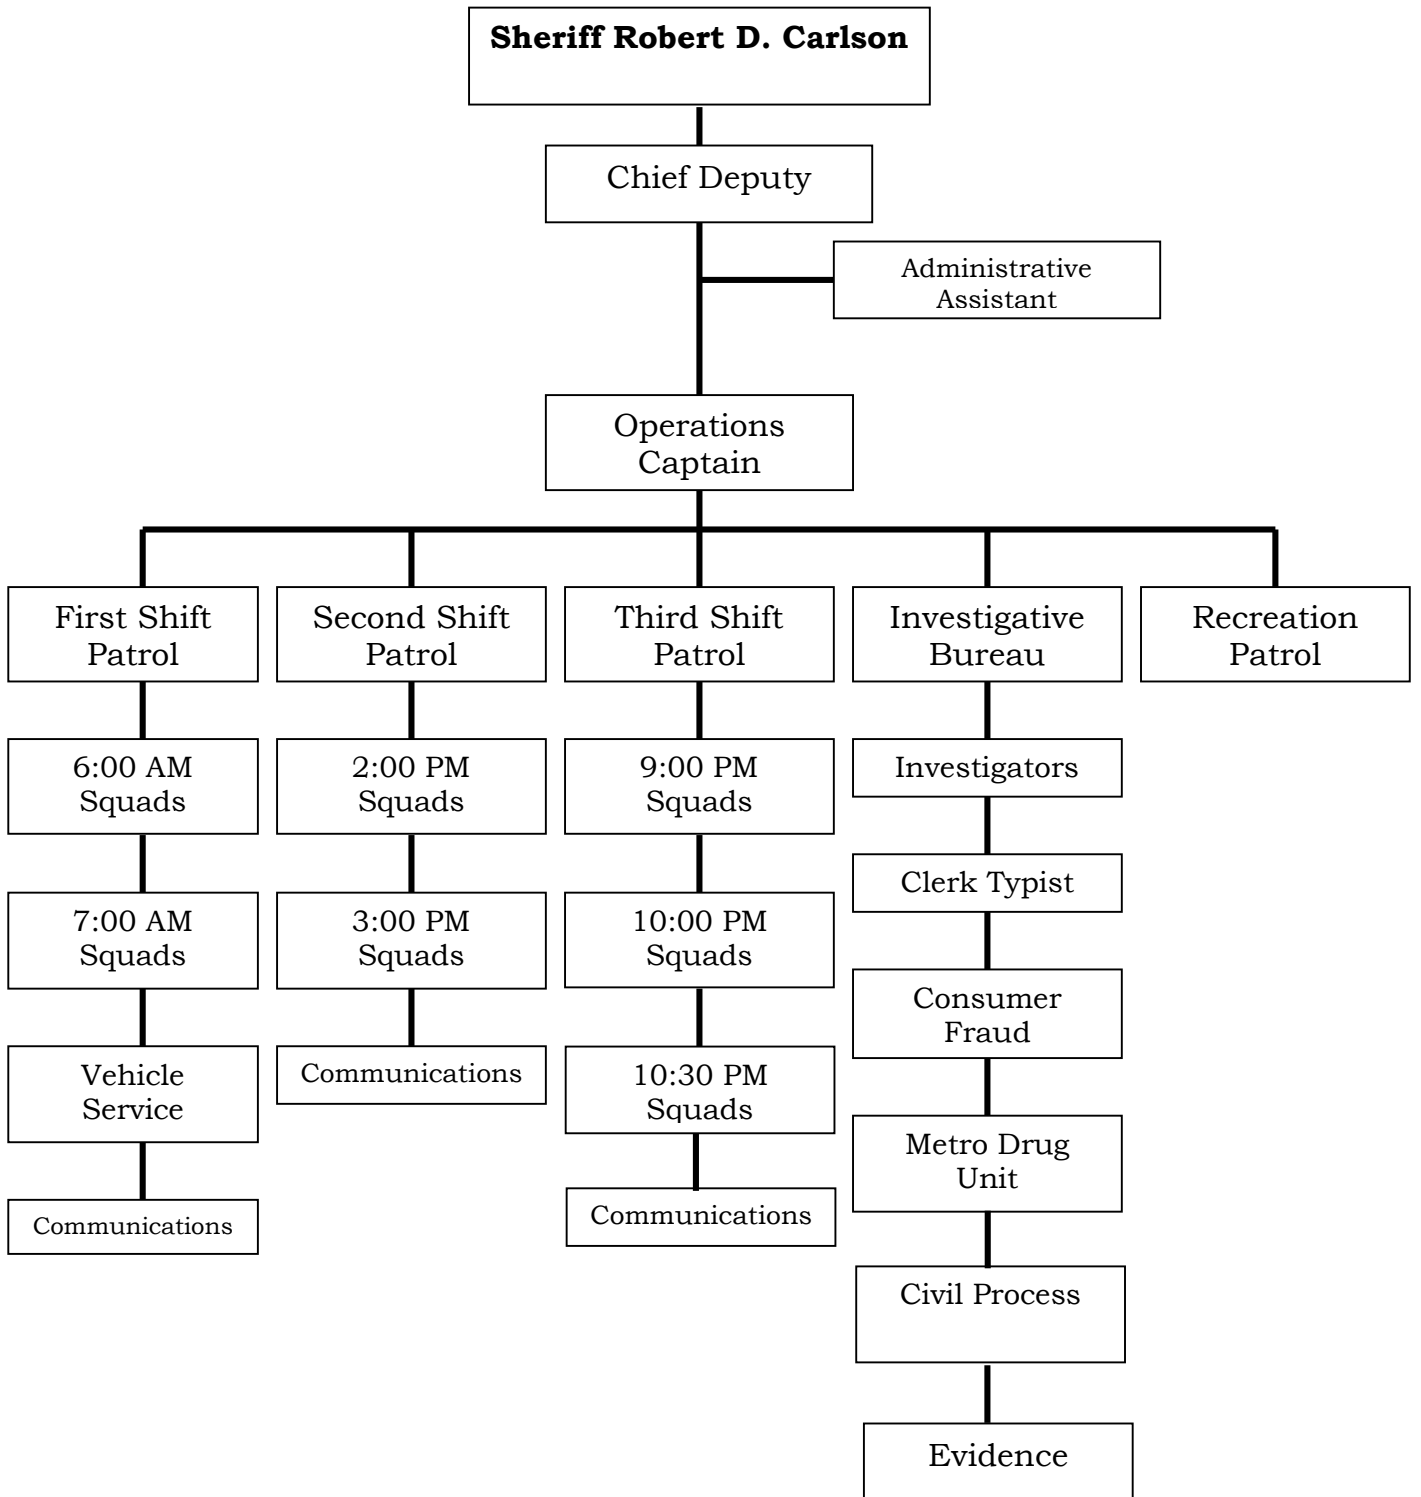 Sheriff Robert D. Carlson
Chief Deputy
Administrative
Assistant
Operations
Captain
First Shift
Patrol
Second Shift
Patrol
Third Shift
Patrol
Investigative
Bureau
Recreation
Patrol
6:00 AM
Squads
2:00 PM
Squads
9:00 PM
Squads
Investigators
7:00 AM
Squads
3:00 PM
Squads
10:00 PM
Squads
Clerk Typist
Consumer
Fraud
Vehicle
Service
Communications
10:30 PM
Squads
Metro Drug
Unit
Communications
Communications
Civil Process
Evidence